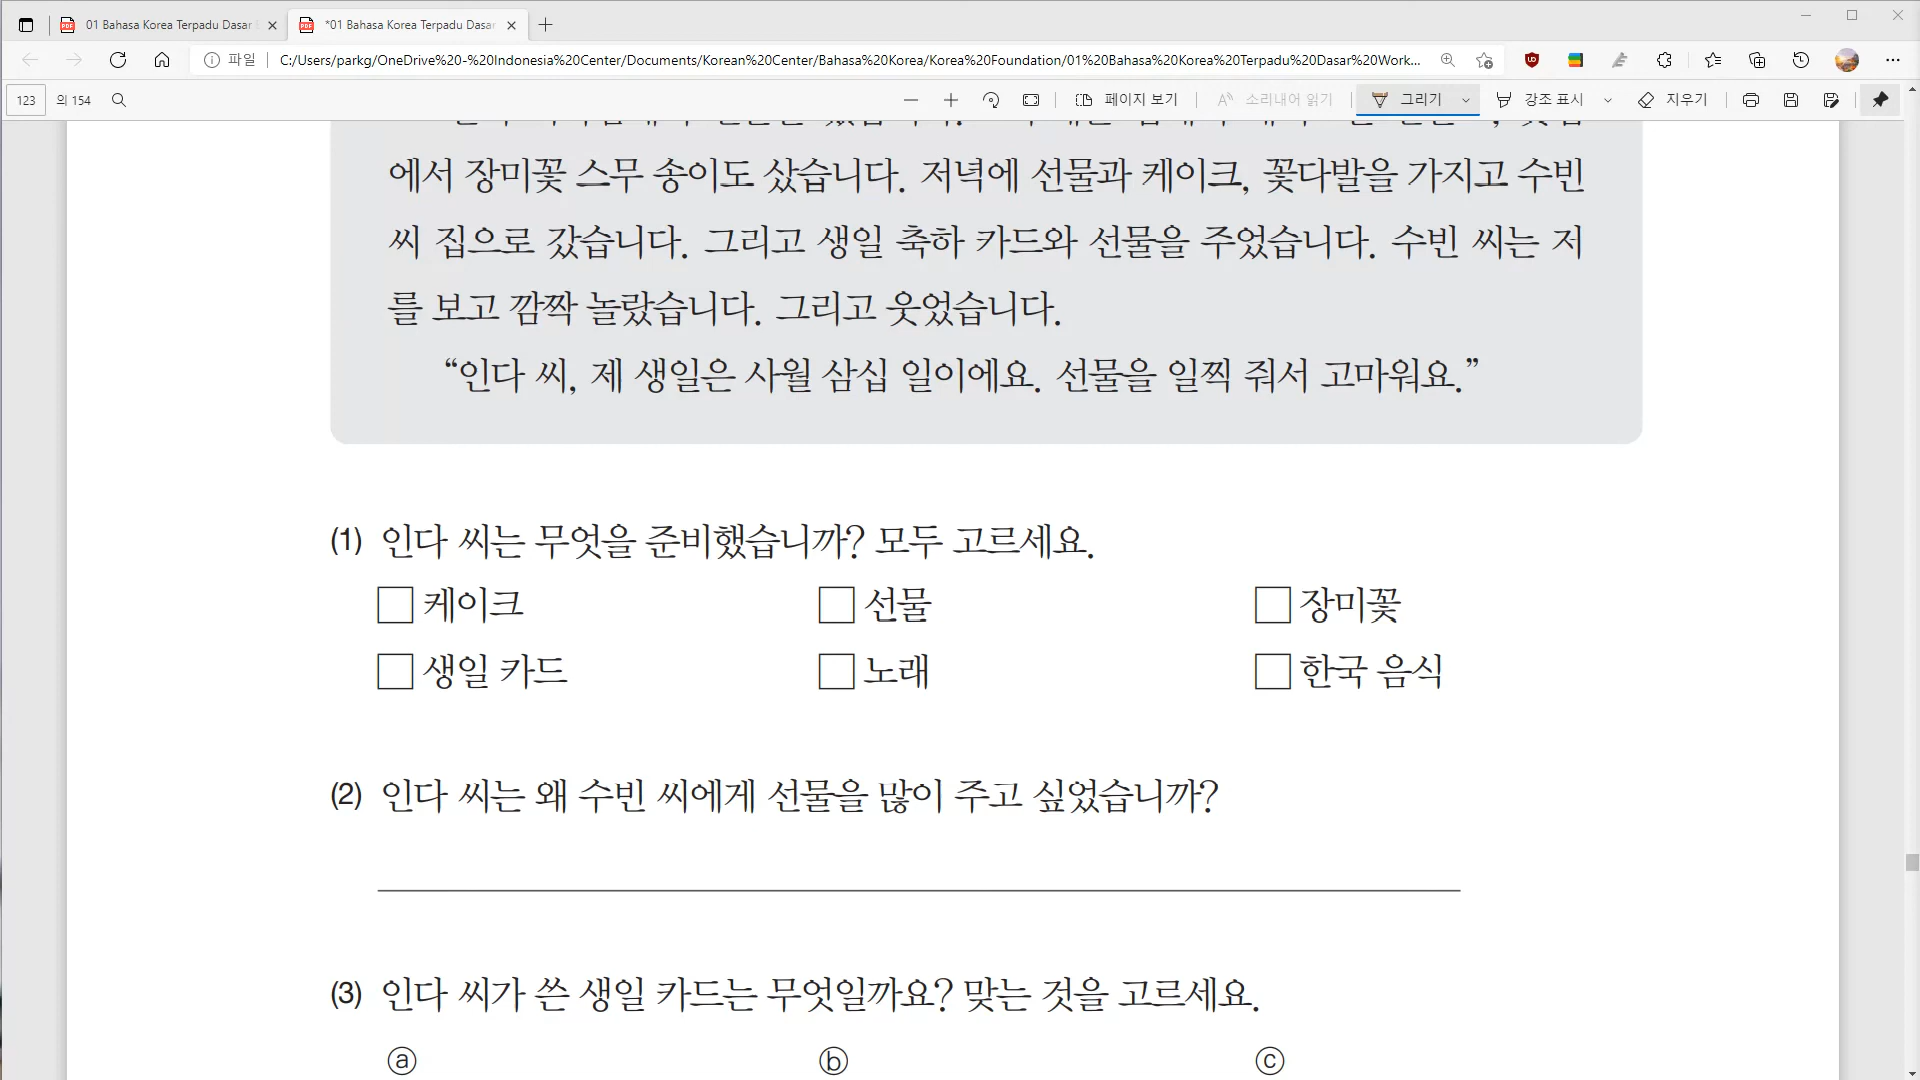 01 Bahasa Korea Terpadu Dasar
*01 Bahasa Korea Terpadu Dasar
파일
C:/Users/parkg/OneDrive%20-%20Indonesia%20Center/Documents/Korean%20Center/Bahasa%20Korea/Korea%20Foundation/01%20Bahasa%20Korea%20Terpadu%20Dasar%20Work...
123 의 154
페이지 보기
소리내어 읽기
그리기
강조 표시
지우기
에서 장미꽃 스무 송이도 샀습니다. 저녁에 선물과 케이크, 꽃다발을 가지고 수빈
씨 집으로 갔습니다. 그리고 생일 축하 카드와 선물을 주었습니다. 수빈 씨는 저
를 보고 깜짝 놀랐습니다. 그리고 웃었습니다.
“인다 씨, 제 생일은 사월 삼십 일이에요. 선물을 일찍 줘서 고마워요.”
(1) 인다 씨는 무엇을 준비했습니까? 모두 고르세요.
케이크 선물 장미꽃
생일 카드 노래 한국 음식
(2) 인다 씨는 왜 수빈 씨에게 선물을 많이 주고 싶었습니까?
(3) 인다 씨가 쓴 생일 카드는 무엇일까요? 맞는 것을 고르세요.
ⓐ ⓑ ⓒ